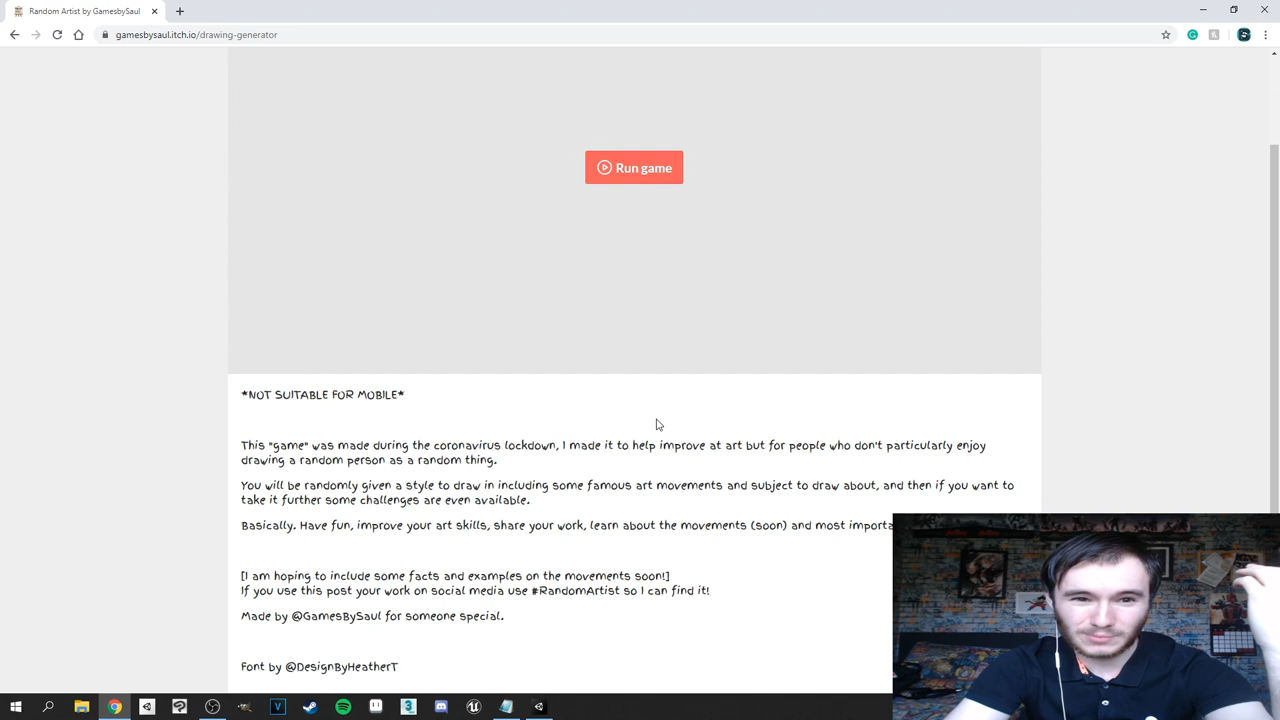 Random Artist by GamesbySaul
gamesbysaul.itch.io/drawing-generator
Run game
*NOT SUITABLE FOR MOBILE*
This "game" was made during the coronavirus lockdown, I made it to help improve at art but for people who don't particularly enjoy
drawing a random person as a random thing.
You will be randomly given a style to draw in including some famous art movements and subject to draw about, and then if you want to
take it further some challenges are even available.
Basically. Have fun, improve your art skills, share your work, learn about the movements (soon) and most
[I am hoping to include some facts and examples on the movements soon!]
If you use this post your work on social media use #RandomArtist so I can find it!
Made by @GamesBySaul for someone special.
Font by @DesignByHeatherT